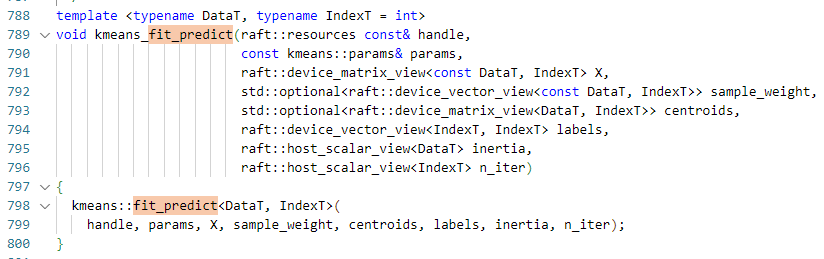 788 template <typename DataT, typename IndexT = int>
789 void kmeans_fit_predict(raft::resources const& handle,
790 const kmeans::params& params,
791 raft::device_matrix_view<const DataT, IndexT> X,
792 std::optional<raft::device_vector_view<const DataT, IndexT>> sample_weight,
793 std::optional<raft::device_matrix_view<DataT, IndexT>> centroids,
794 raft::device_vector_view<IndexT, IndexT> labels,
795 raft::host_scalar_view<DataT> inertia,
796 raft::host_scalar_view<IndexT> n_iter)
797 {
798 kmeans::fit_predict<DataT, IndexT>(
799 handle, params, X, sample_weight, centroids, labels, inertia, n_iter);
800 }